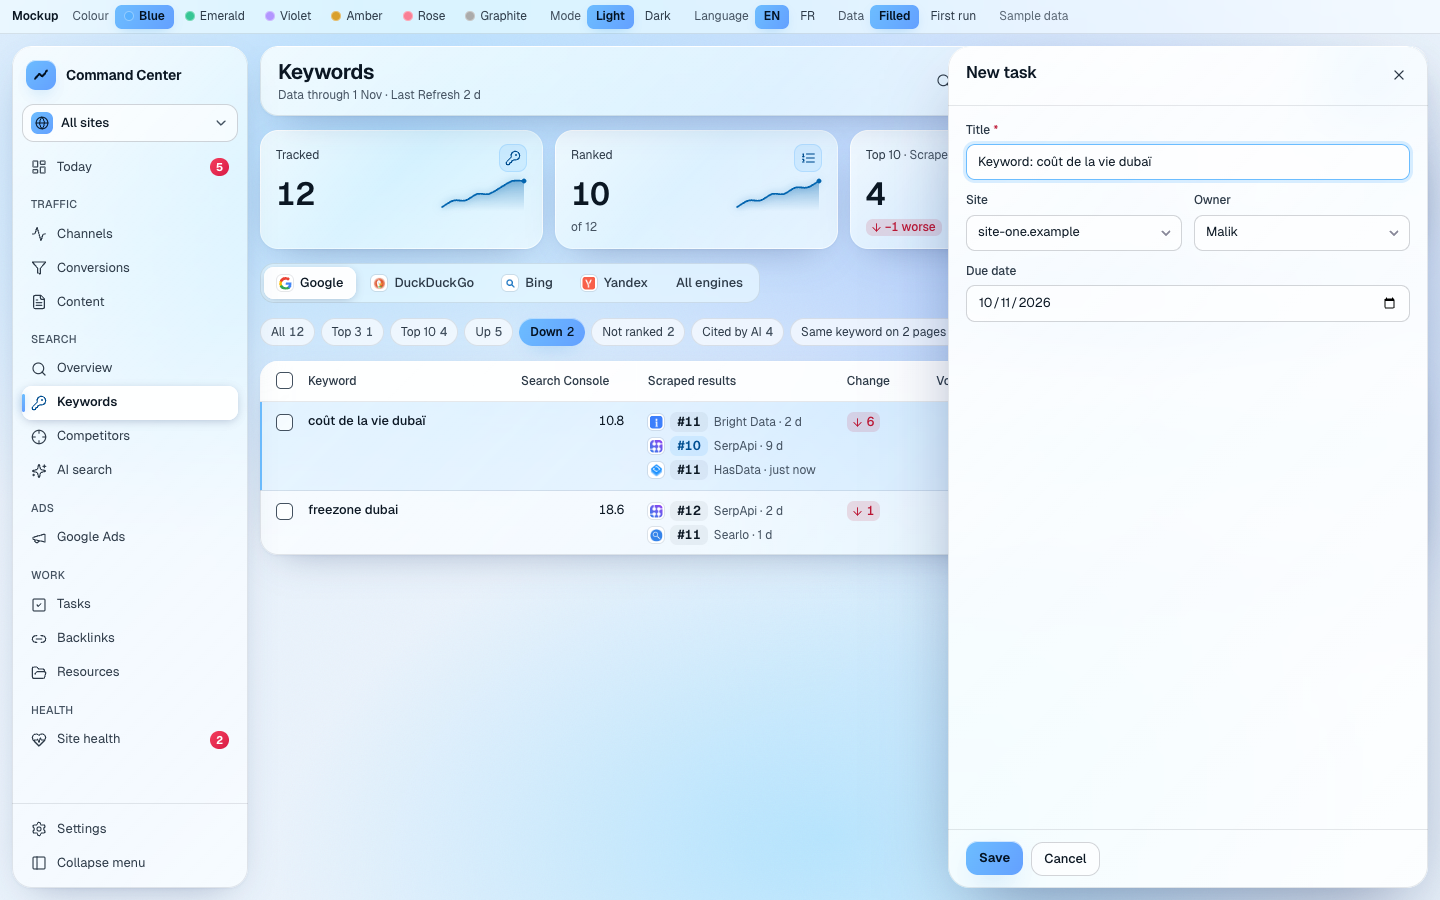 Mockup Colour Blue Emerald Violet Amber Rose Graphite Mode Light Dark Language EN FR Data Filled First run Sample data
Command Center
All sites
Today 5
TRAFFIC
Channels
Conversions
Content
SEARCH
Overview
Keywords
Competitors
AI search
ADS
Google Ads
WORK
Tasks
Backlinks
Resources
HEALTH
Site health 2
Settings
Collapse menu
Keywords
Data through 1 Nov · Last Refresh 2 d
Tracked
12
Ranked
10
of 12
Top 10 · Scrape
4
↓ −1 worse
Google DuckDuckGo Bing Yandex All engines
All 12 Top 3 1 Top 10 4 Up 5 Down 2 Not ranked 2 Cited by AI 4 Same keyword on 2 pages
Keyword Search Console Scraped results Change
coût de la vie dubaï 10.8 #11 Bright Data · 2 d ↓ 6
#10 SerpApi · 9 d
#11 HasData · just now
freezone dubai 18.6 #12 SerpApi · 2 d ↓ 1
#11 Searlo · 1 d
New task
Title *
Keyword: coût de la vie dubaï
Site Owner
site-one.example Malik
Due date
10/11/2026
Save Cancel